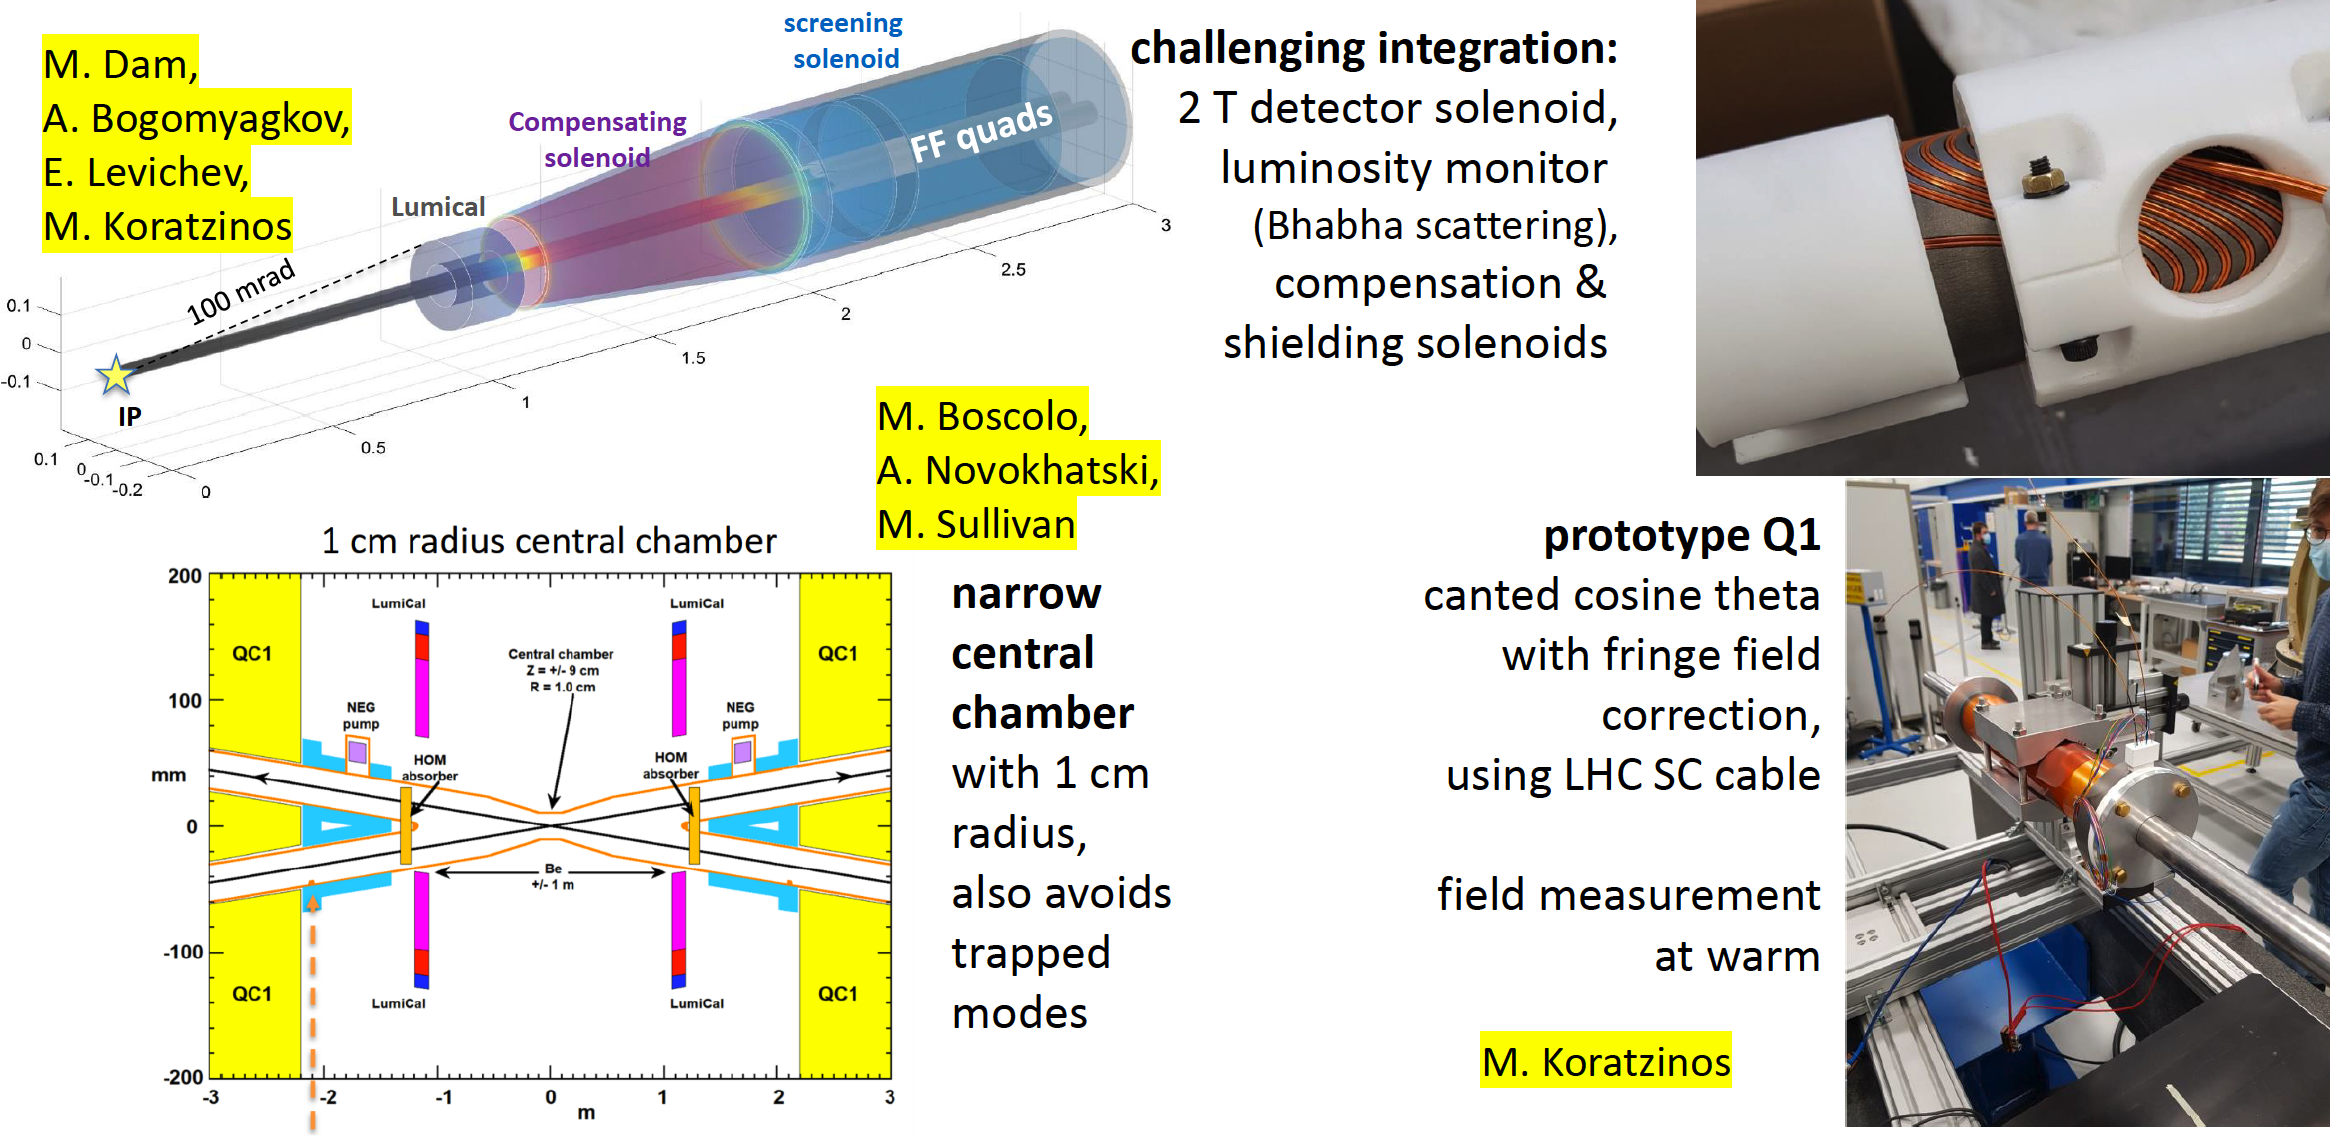 M. Dam,
A. Bogomyagkov,
E. Levichev,
M. Koratzinos
screening
solenoid
Compensating
solenoid
Lumical
FF quads
100 mrad
IP
0.1
0
-0.1
0.1
0
-0.1
-0.2
0
0.5
1
1.5
2
2.5
3
challenging integration:
2 T detector solenoid,
luminosity monitor
(Bhabha scattering),
compensation &
shielding solenoids
M. Boscolo,
A. Novokhatski,
M. Sullivan
1 cm radius central chamber
200
100
mm
0
-100
-200
-3
-2
-1
0
1
2
3
m
LumiCal
LumiCal
QC1
QC1
Central chamber
Z = +/- 9 cm
R = 1.0 cm
NEG
pump
NEG
pump
HOM
absorber
HOM
absorber
Be
+/- 1 m
QC1
QC1
LumiCal
LumiCal
narrow
central
chamber
with 1 cm
radius,
also avoids
trapped
modes
prototype Q1
canted cosine theta
with fringe field
correction,
using LHC SC cable
field measurement
at warm
M. Koratzinos